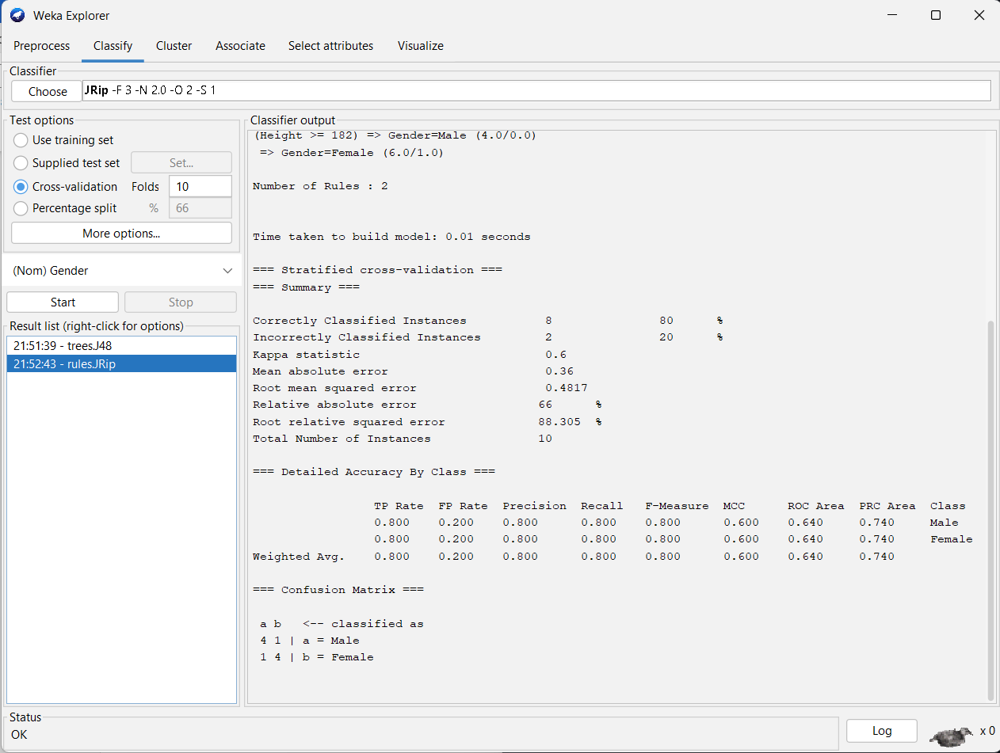 Weka Explorer
Preprocess Classify Cluster Associate Select attributes Visualize
Classifier
Choose JRip -F 3 -N 2.0 -O 2 -S 1
Test options
Use training set
Supplied test set Set...
Cross-validation Folds 10
Percentage split % 66
More options...
(Nom) Gender
Start Stop
Result list (right-click for options)
21:51:39 - trees.J48
21:52:43 - rules.JRip
Classifier output
(Height >= 182) => Gender=Male (4.0/0.0)
=> Gender=Female (6.0/1.0)
Number of Rules : 2
Time taken to build model: 0.01 seconds
=== Stratified cross-validation ===
=== Summary ===
Correctly Classified Instances 8 80 %
Incorrectly Classified Instances 2 20 %
Kappa statistic 0.6
Mean absolute error 0.36
Root mean squared error 0.4817
Relative absolute error 66 %
Root relative squared error 88.305 %
Total Number of Instances 10
=== Detailed Accuracy By Class ===
TP Rate FP Rate Precision Recall F-Measure MCC ROC Area PRC Area Class
0.800 0.200 0.800 0.800 0.800 0.600 0.640 0.740 Male
0.800 0.200 0.800 0.800 0.800 0.600 0.640 0.740 Female
Weighted Avg. 0.800 0.200 0.800 0.800 0.800 0.600 0.640 0.740
=== Confusion Matrix ===
a b <-- classified as
4 1 | a = Male
1 4 | b = Female
Status
OK
Log x 0